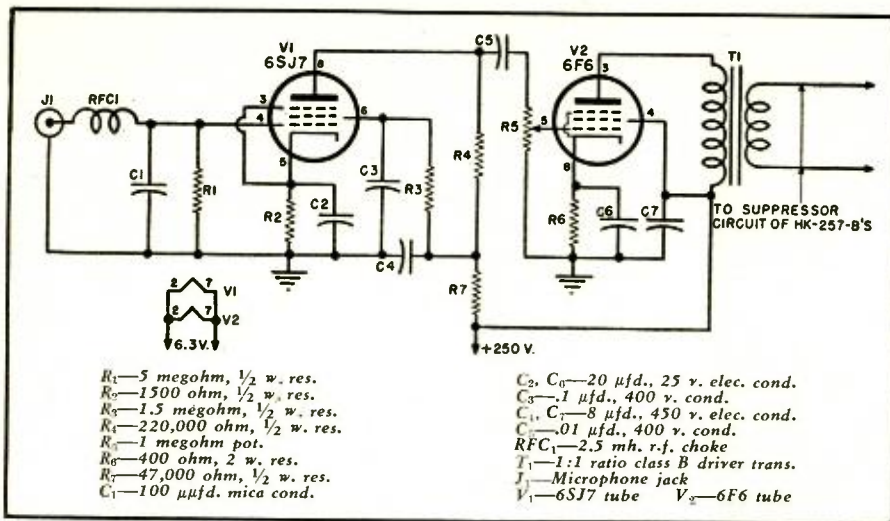 V1
6SJ7
8
J1
RFC1
3
4
6
5
C1
R1
R2
C2
C3
R3
C4
R4
C5
R7
+250 V.
V2
6F6
3
R5
5
4
8
R6
C6
C7
T1
TO SUPPRESSOR
CIRCUIT OF HK-257-B'S
2 7 V1
2 7 V2
6.3V.
R1—5 megohm, 1/2 w. res.
R2—1500 ohm, 1/2 w. res.
R3—1.5 megohm, 1/2 w. res.
R4—220,000 ohm, 1/2 w. res.
R5—1 megohm pot.
R6—400 ohm, 2 w. res.
R7—47,000 ohm, 1/2 w. res.
C1—100 μμfd. mica cond.
C2, C6—20 μfd., 25 v. elec. cond.
C3—.1 μfd., 400 v. cond.
C4, C7—8 μfd., 450 v. elec. cond.
C5—.01 μfd., 400 v. cond.
RFC1—2.5 mh. r.f. choke
T1—1:1 ratio class B driver trans.
J1—Microphone jack
V1—6SJ7 tube V2—6F6 tube